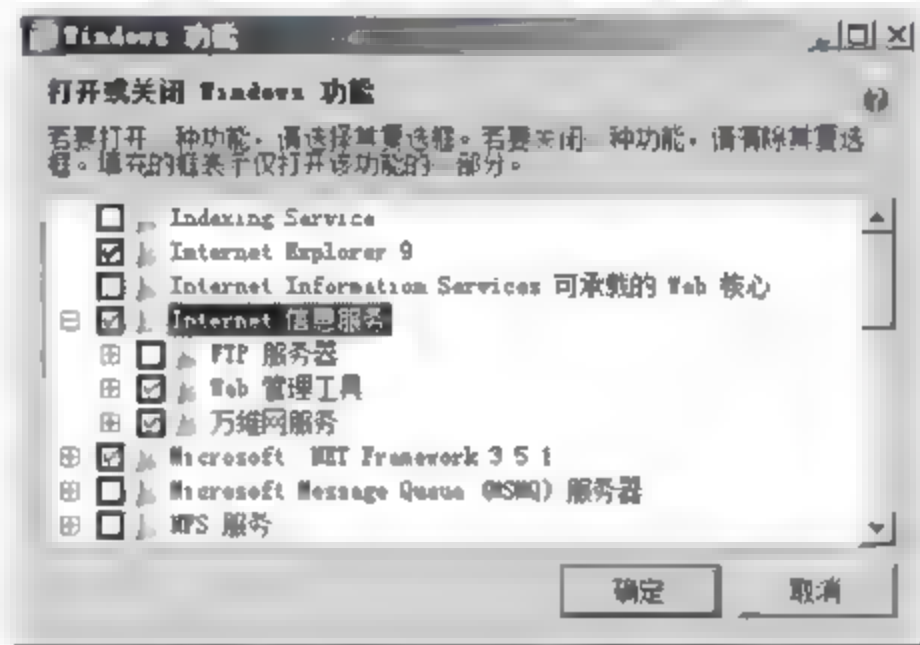 Windows 功能
打开或关闭 Windows 功能
若要打开一种功能，请选择其复选框。若要关闭一种功能，请清除其复选
框。填充的框表示仅打开该功能的一部分。
Indexing Service
Internet Explorer 9
Internet Information Services 可承载的 Web 核心
Internet 信息服务
FTP 服务器
Web 管理工具
万维网服务
Microsoft .NET Framework 3.5.1
Microsoft Message Queue (MSMQ) 服务器
NFS 服务
确定
取消